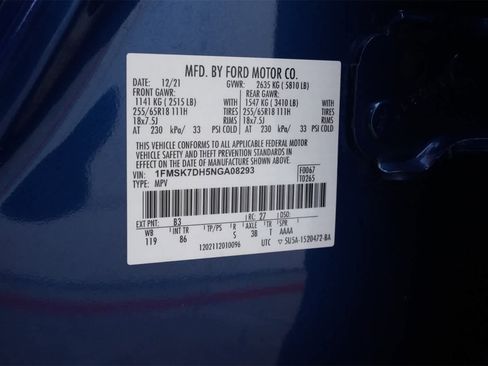 MFD. BY FORD MOTOR CO.
DATE: 12/21 GVWR: 2635 KG ( 5810 LB)
FRONT GAWR: REAR GAWR:
1141 KG ( 2515 LB) WITH 1547 KG ( 3410 LB) WITH
255/65R18 111H TIRES 255/65R18 111H TIRES
18x7.5J RIMS 18x7.5J RIMS
AT 230 kPa/ 33 PSI COLD AT 230 kPa/ 33 PSI COLD
THIS VEHICLE CONFORMS TO ALL APPLICABLE FEDERAL MOTOR
VEHICLE SAFETY AND BUMPER STANDARDS AND THEFT PREVENTION STANDARD IN
EFFECT ON THE DATE OF MANUFACTURE SHOWN ABOVE.
VIN: 1FMSK7DH5NGA08293 F0067
TYPE: MPV T0265
EXT PNT: B3 RC: 27 DSO:
WB INT TR TP/PS R AXLE TR SPR
119 86 S 3B T AAAA
1202112010096 UTC ▽ 5U5A-1520472-BA